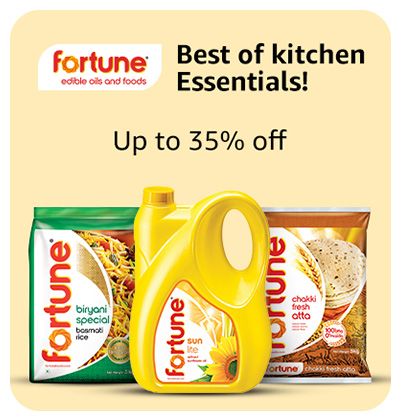 fortune
edible oils and foods
Best of kitchen
Essentials!
Up to 35% off
fortune
biryani
special
basmati
rice
fortune
sun
lite
fortune
chakki
fresh
atta
fortune
chakki fresh atta